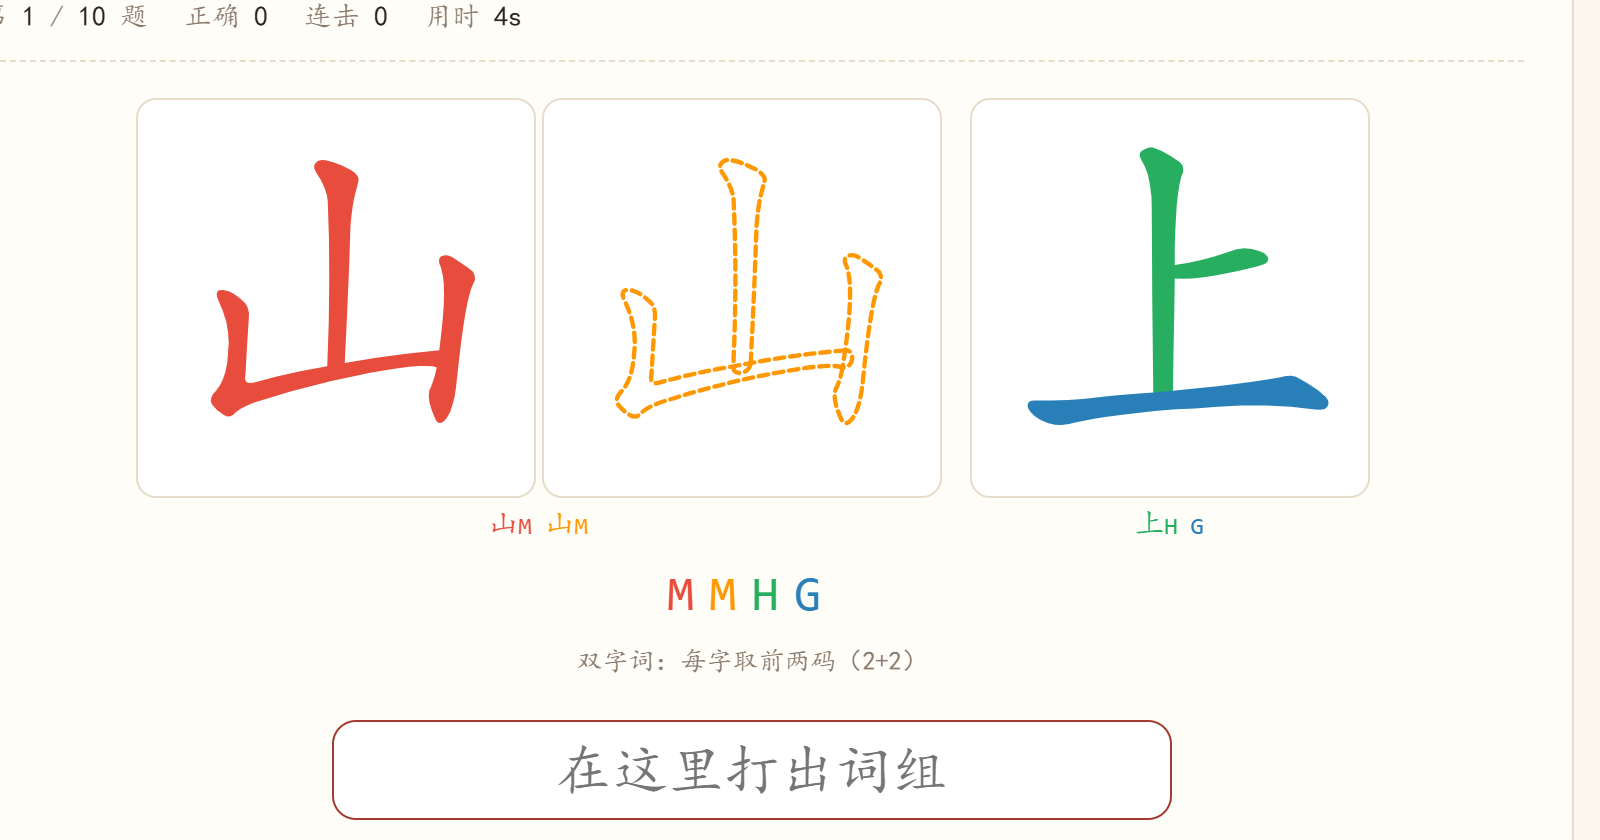 1 / 10 题 正确 0 连击 0 用时 4s
山 山 上
山M 山M 上H G
M M H G
双字词：每字取前两码（2+2）
在这里打出词组